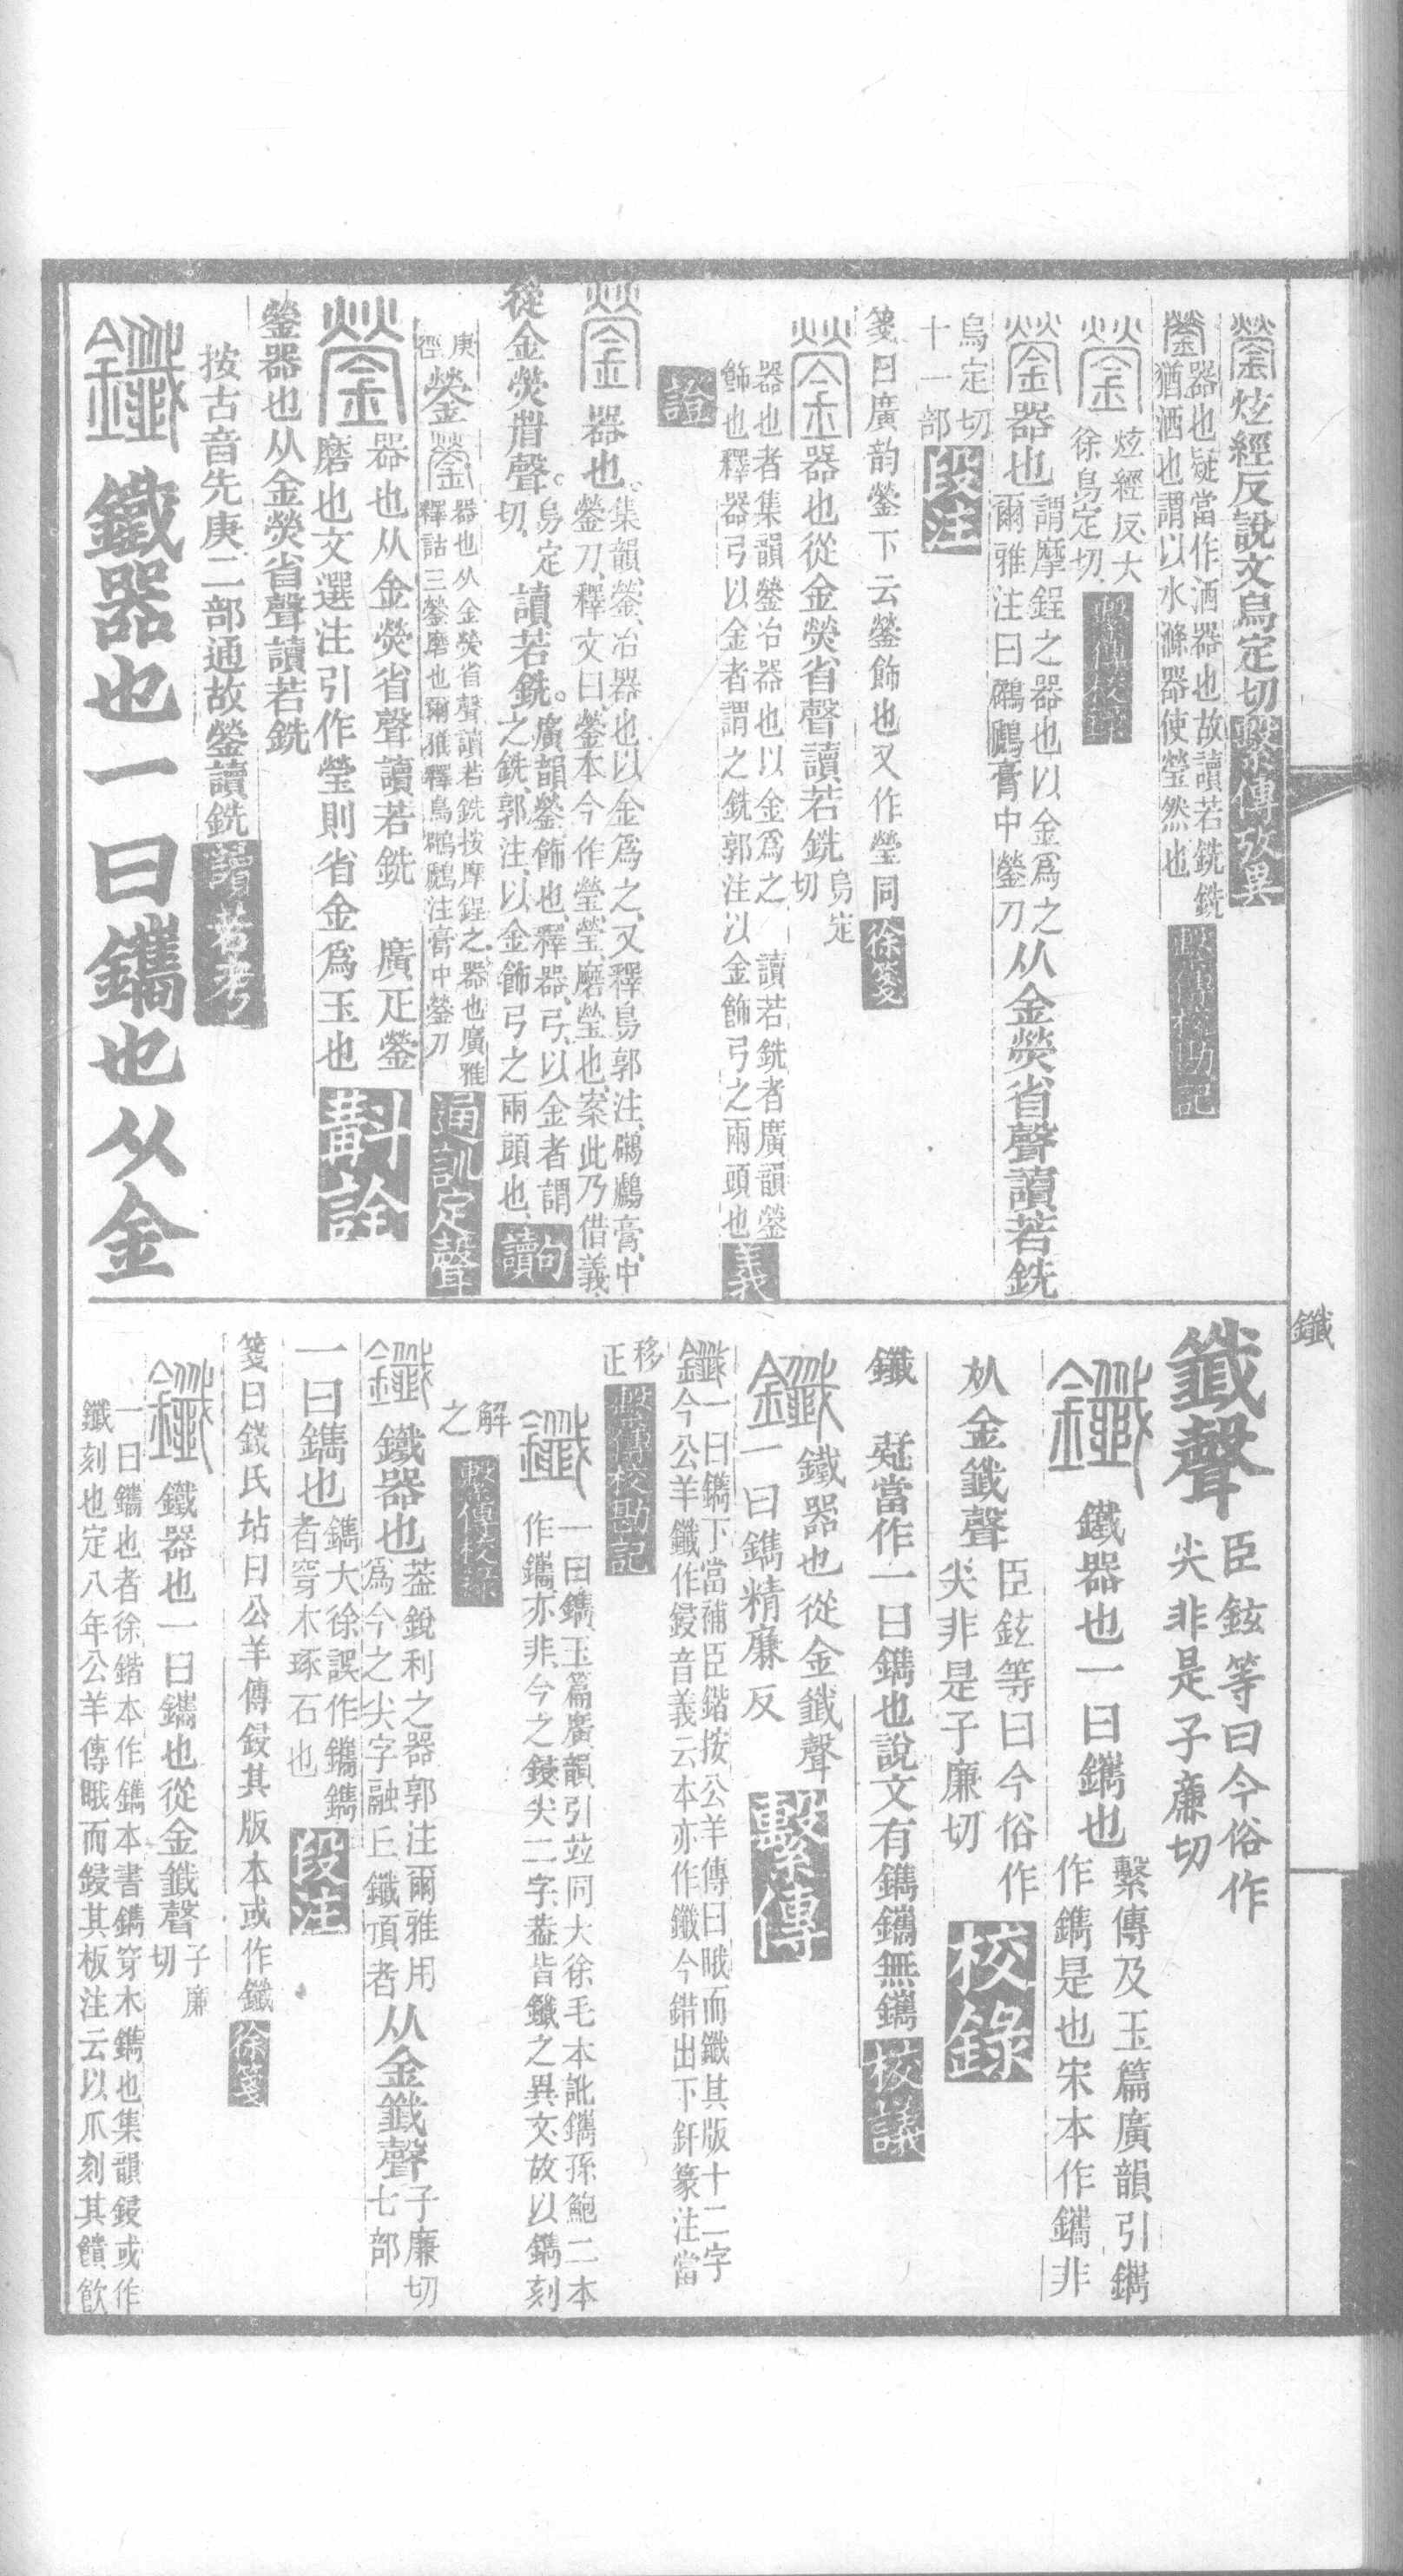 鎣炫經反說文烏定切繫傳攷異
鎣器也疑當作洒器也故讀若銑銑
猶洒也謂以水滌器使瑩然也繫傳校勘記
鎣炫經反大
徐烏定切繫傳校錄
鎣器也謂摩鋥之器也以金爲之
爾雅注曰鷿鷉膏中鎣刀从金熒省聲讀若銑
烏定切
十一部段注
箋曰廣韵鎣下云鎣飾也又作瑩同徐箋
鎣器也從金熒省聲讀若銑烏定
切
器也者集韻鎣冶器也以金爲之 讀若銑者廣韻鎣
飾也釋器弓以金者謂之銑郭注以金飾弓之兩頭也義
證
鎣器也。集韻鎣、冶器也、以金爲之、又釋鳥郭注、鷿鷉膏、中
鎣刀、釋文曰、鎣本今作瑩、瑩、磨瑩也、案此乃借義、
從金熒省聲。烏定
切、讀若銑。廣韻鎣、飾也、釋器、弓、以金者謂
之銑、郭注、以金飾弓之兩頭也、句
讀
庚
徑鎣鎣器也从金熒省聲讀若銑按摩鋥之器也廣雅
釋詁三鎣磨也爾雅釋鳥鷿鷉注膏中鎣刀通訓定聲
鎣器也从金熒省聲讀若銑 廣疋鎣
磨也文選注引作瑩則省金爲玉也斠詮
鎣器也从金熒省聲讀若銑
按古音先庚二部通故鎣讀銑讀若考
鑯鐵器也一曰鑴也从金
韱聲臣鉉等曰今俗作
尖非是子廉切
鑯鐵器也一曰鑴也繫傳及玉篇廣韻引鐫
作鐫是也宋本作鑴非
从金韱聲臣鉉等曰今俗作
尖非是子廉切校錄
鑯 當作一曰鐫也說文有鐫鑴無鑴校議
鑯鐵器也從金韱聲
一曰鐫精廉反繫傳
鑯一曰鐫下當補臣鍇按公羊傳曰睋而鑯其版十二字
今公羊鑯作鋟音義云本亦作鑯今錯出下釬篆注當
移
正繫傳校勘記
鑯一曰鐫玉篇廣韻引並同大徐毛本訛鑴孫鮑二本
作鑴亦非今之鋟尖二字葢皆鑯之異文故以鐫刻
解
之繫傳校錄
鑯鐵器也葢銳利之器郭注爾雅用
爲今之尖字融丘鑯頂者从金韱聲子廉切
七部
一曰鐫也鐫大徐誤作鑴鐫
者穿木琢石也段注
箋曰錢氏坫曰公羊傳鋟其版本或作鑯徐箋
鑯鐵器也一曰鑴也從金韱聲子廉
切
一曰鑴也者徐鍇本作鐫本書鐫穿木鐫也集韻鋟或作
鑯刻也定八年公羊傳睋而鋟其板注云以爪刻其饋飮
鑯